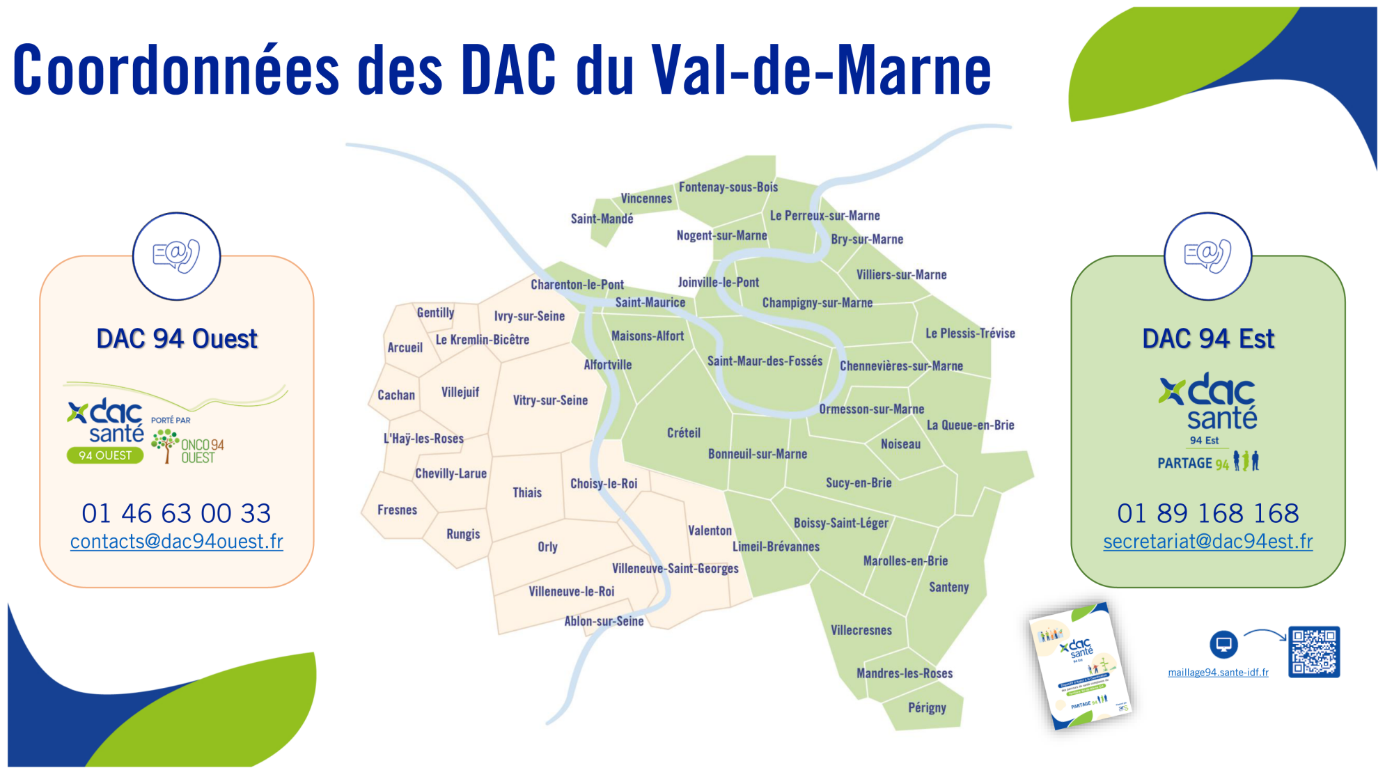 Coordonnées des DAC du Val-de-Marne
DAC 94 Ouest
dac
santé
94 OUEST
PORTÉ PAR
ONCO 94
OUEST
01 46 63 00 33
contacts@dac94ouest.fr
Fontenay-sous-Bois
Vincennes
Saint-Mandé
Le Perreux-sur-Marne
Nogent-sur-Marne
Bry-sur-Marne
Villiers-sur-Marne
Charenton-le-Pont
Joinville-le-Pont
Saint-Maurice
Champigny-sur-Marne
Gentilly
Ivry-sur-Seine
Le Kremlin-Bicêtre
Maisons-Alfort
Le Plessis-Trévise
Arcueil
Alfortville
Saint-Maur-des-Fossés
Chennevières-sur-Marne
Cachan
Villejuif
Vitry-sur-Seine
Ormesson-sur-Marne
La Queue-en-Brie
L'Haÿ-les-Roses
Créteil
Noiseau
Bonneuil-sur-Marne
Chevilly-Larue
Choisy-le-Roi
Sucy-en-Brie
Thiais
Fresnes
Boissy-Saint-Léger
Rungis
Valenton
Orly
Limeil-Brévannes
Marolles-en-Brie
Villeneuve-Saint-Georges
Santeny
Villeneuve-le-Roi
Ablon-sur-Seine
Villecresnes
Mandres-les-Roses
Périgny
DAC 94 Est
dac
santé
94 Est
PARTAGE 94
01 89 168 168
secretariat@dac94est.fr
dac
santé
94 Est
PARTAGE 94
maillage94.sante-idf.fr